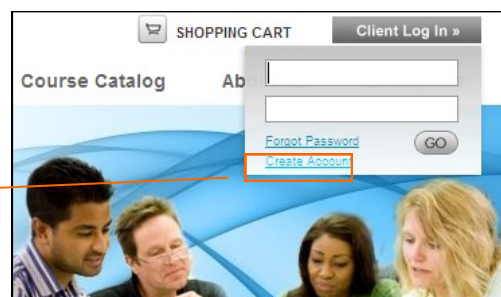 SHOPPING CART
Client Log In »
Course Catalog
Ab
Forgot Password
GO
Create Account